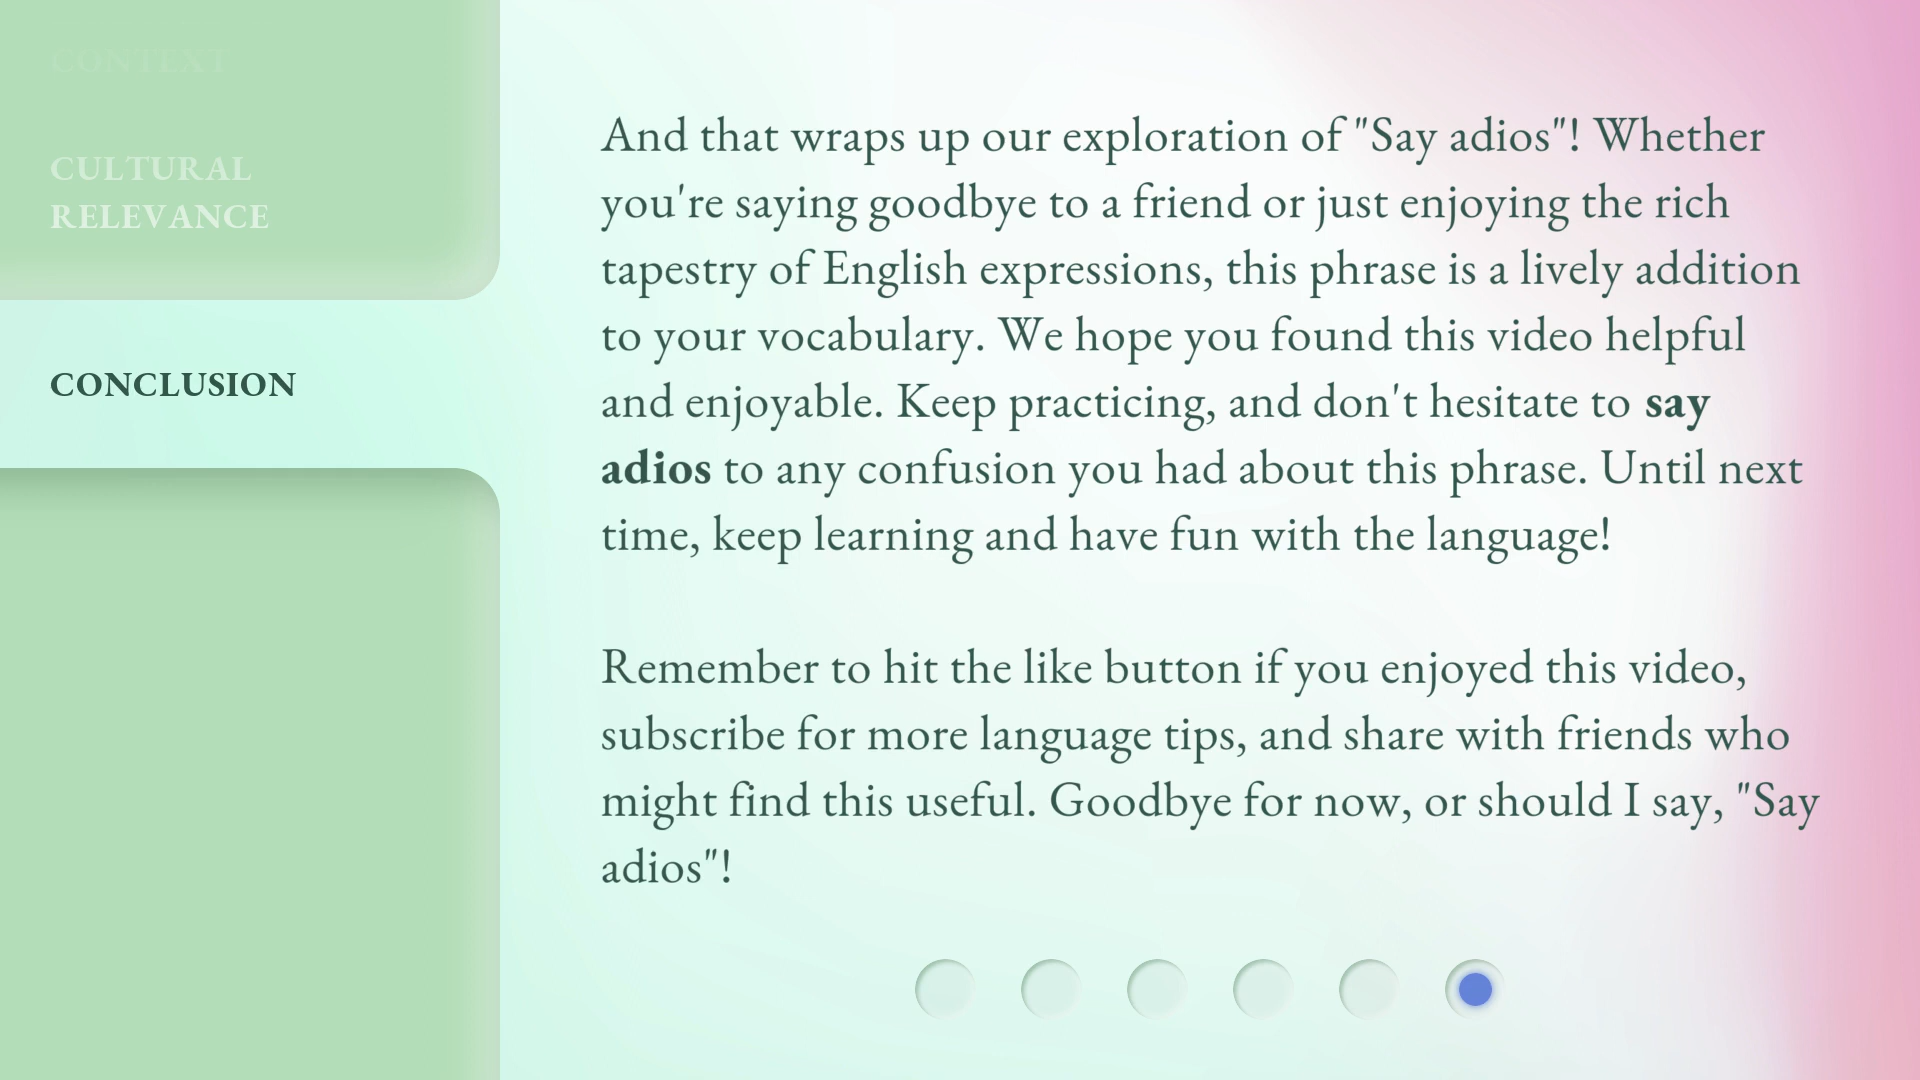 CONTEXT
CULTURAL
RELEVANCE
CONCLUSION
And that wraps up our exploration of "Say adios"! Whether
you're saying goodbye to a friend or just enjoying the rich
tapestry of English expressions, this phrase is a lively addition
to your vocabulary. We hope you found this video helpful
and enjoyable. Keep practicing, and don't hesitate to say
adios to any confusion you had about this phrase. Until next
time, keep learning and have fun with the language!
Remember to hit the like button if you enjoyed this video,
subscribe for more language tips, and share with friends who
might find this useful. Goodbye for now, or should I say, "Say
adios"!